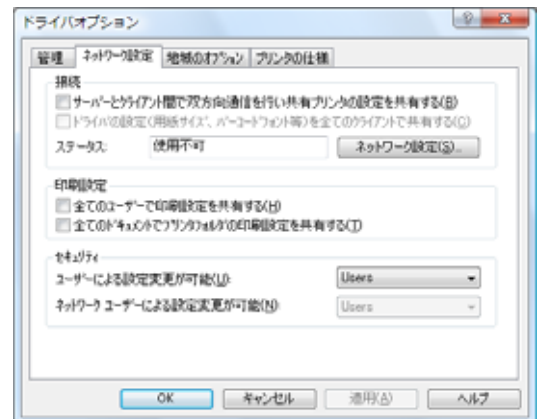 ドライバオプション
管理 ネットワーク設定 地域のオプション プリンタの仕様
接続
サーバーとクライアント間で双方向通信を行い共有プリンタの設定を共有する(B)
ドライバの設定(用紙サイズ、バーコードフォント等)を全てのクライアントで共有する(C)
ステータス: 使用不可 ネットワーク設定(S)...
印刷設定
全てのユーザーで印刷設定を共有する(H)
全てのドキュメントでプリンタフォルダの印刷設定を共有する(T)
セキュリティ
ユーザーによる設定変更が可能(U): Users
ネットワーク ユーザーによる設定変更が可能(N): Users
OK キャンセル 適用(A) ヘルプ